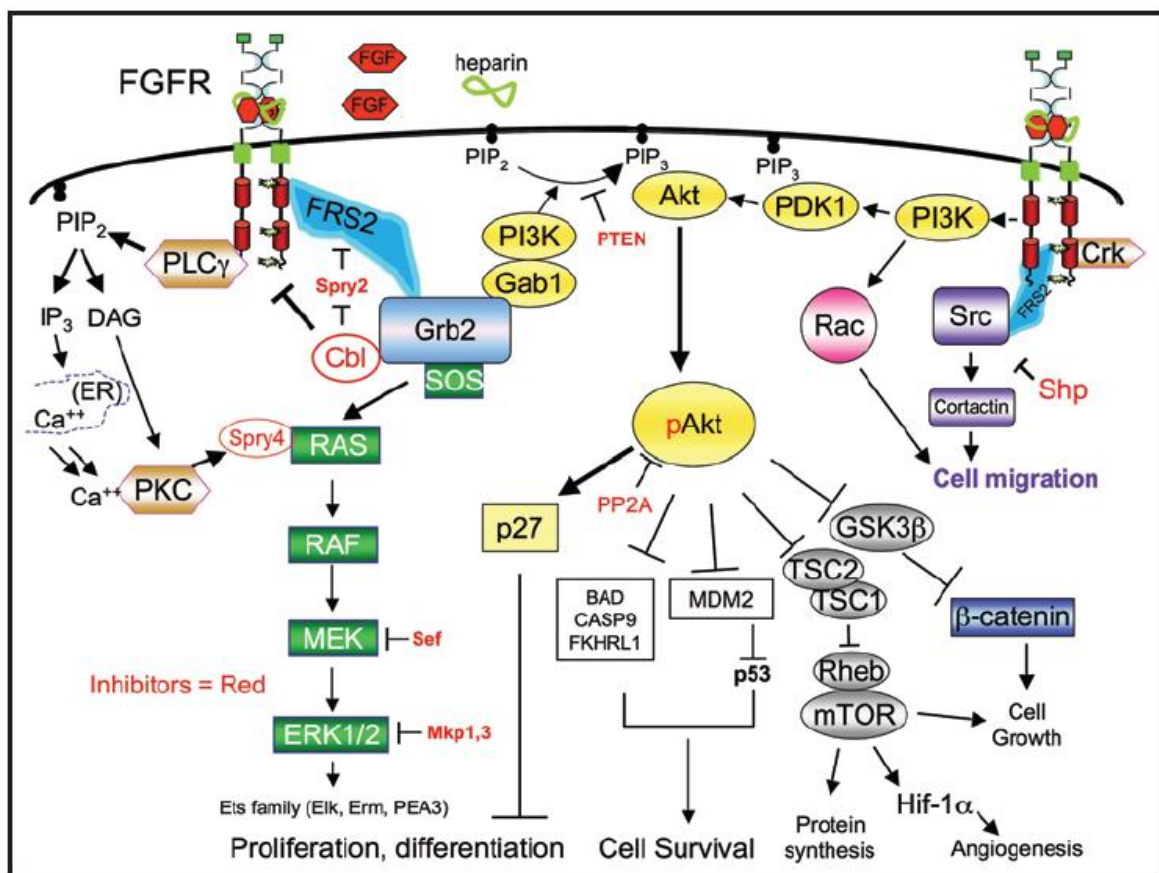 FGFR
FGF
FGF
heparin
PIP2
PIP3
PIP3
PIP2
FRS2
Akt
PDK1
PI3K
PI3K
PTEN
Crk
PLCγ
Gab1
Spry2
FRS2
IP3 DAG
Grb2
Rac
Src
Cbl
SOS
Shp
(ER)
Ca++
Cortactin
Spry4
RAS
pAkt
Ca++
PKC
Cell migration
PP2A
p27
GSK3β
RAF
TSC2
TSC1
BAD
CASP9
FKHRL1
MDM2
β-catenin
MEK
Sef
p53
Rheb
Inhibitors = Red
mTOR
Cell
Growth
ERK1/2
Mkp1,3
Ets family (Elk, Erm, PEA3)
Hif-1α
Proliferation, differentiation
Cell Survival
Protein
synthesis
Angiogenesis